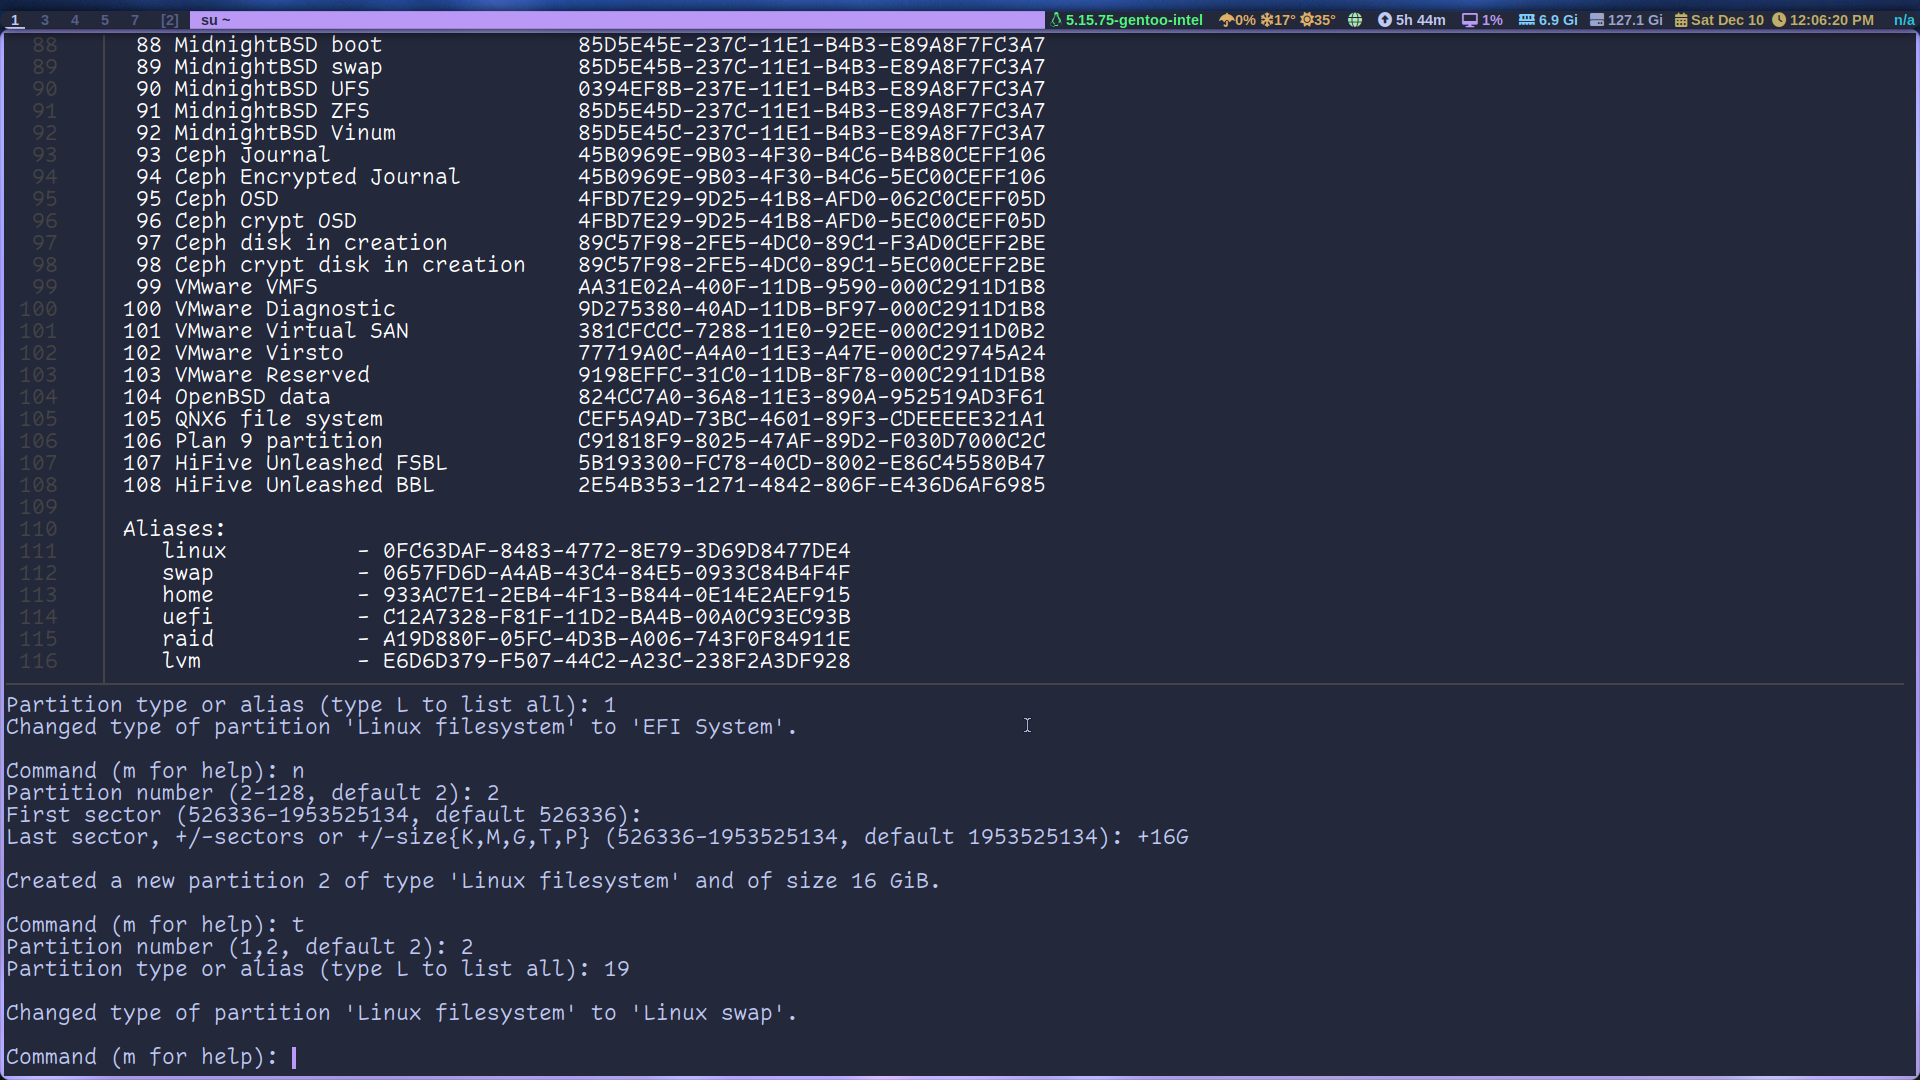 1 3 4 5 7 [2] su ~ 5.15.75-gentoo-intel 0% 17° 35° 5h 44m 1% 6.9 Gi 127.1 Gi Sat Dec 10 12:06:20 PM n/a
88 88 MidnightBSD boot 85D5E45E-237C-11E1-B4B3-E89A8F7FC3A7
89 89 MidnightBSD swap 85D5E45B-237C-11E1-B4B3-E89A8F7FC3A7
90 90 MidnightBSD UFS 0394EF8B-237E-11E1-B4B3-E89A8F7FC3A7
91 91 MidnightBSD ZFS 85D5E45D-237C-11E1-B4B3-E89A8F7FC3A7
92 92 MidnightBSD Vinum 85D5E45C-237C-11E1-B4B3-E89A8F7FC3A7
93 93 Ceph Journal 45B0969E-9B03-4F30-B4C6-B4B80CEFF106
94 94 Ceph Encrypted Journal 45B0969E-9B03-4F30-B4C6-5EC00CEFF106
95 95 Ceph OSD 4FBD7E29-9D25-41B8-AFD0-062C0CEFF05D
96 96 Ceph crypt OSD 4FBD7E29-9D25-41B8-AFD0-5EC00CEFF05D
97 97 Ceph disk in creation 89C57F98-2FE5-4DC0-89C1-F3AD0CEFF2BE
98 98 Ceph crypt disk in creation 89C57F98-2FE5-4DC0-89C1-5EC00CEFF2BE
99 99 VMware VMFS AA31E02A-400F-11DB-9590-000C2911D1B8
100 100 VMware Diagnostic 9D275380-40AD-11DB-BF97-000C2911D1B8
101 101 VMware Virtual SAN 381CFCCC-7288-11E0-92EE-000C2911D0B2
102 102 VMware Virsto 77719A0C-A4A0-11E3-A47E-000C29745A24
103 103 VMware Reserved 9198EFFC-31C0-11DB-8F78-000C2911D1B8
104 104 OpenBSD data 824CC7A0-36A8-11E3-890A-952519AD3F61
105 105 QNX6 file system CEF5A9AD-73BC-4601-89F3-CDEEEEE321A1
106 106 Plan 9 partition C91818F9-8025-47AF-89D2-F030D7000C2C
107 107 HiFive Unleashed FSBL 5B193300-FC78-40CD-8002-E86C45580B47
108 108 HiFive Unleashed BBL 2E54B353-1271-4842-806F-E436D6AF6985
109
110 Aliases:
111 linux - 0FC63DAF-8483-4772-8E79-3D69D8477DE4
112 swap - 0657FD6D-A4AB-43C4-84E5-0933C84B4F4F
113 home - 933AC7E1-2EB4-4F13-B844-0E14E2AEF915
114 uefi - C12A7328-F81F-11D2-BA4B-00A0C93EC93B
115 raid - A19D880F-05FC-4D3B-A006-743F0F84911E
116 lvm - E6D6D379-F507-44C2-A23C-238F2A3DF928
Partition type or alias (type L to list all): 1
Changed type of partition 'Linux filesystem' to 'EFI System'.
Command (m for help): n
Partition number (2-128, default 2): 2
First sector (526336-1953525134, default 526336):
Last sector, +/-sectors or +/-size{K,M,G,T,P} (526336-1953525134, default 1953525134): +16G
Created a new partition 2 of type 'Linux filesystem' and of size 16 GiB.
Command (m for help): t
Partition number (1,2, default 2): 2
Partition type or alias (type L to list all): 19
Changed type of partition 'Linux filesystem' to 'Linux swap'.
Command (m for help):